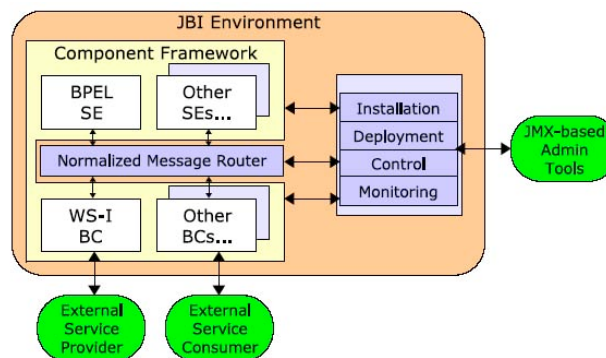 JBI Environment
Component Framework
BPEL
SE
Other
SEs...
Normalized Message Router
WS-I
BC
Other
BCs...
Installation
Deployment
Control
Monitoring
JMX-based
Admin
Tools
External
Service
Provider
External
Service
Consumer